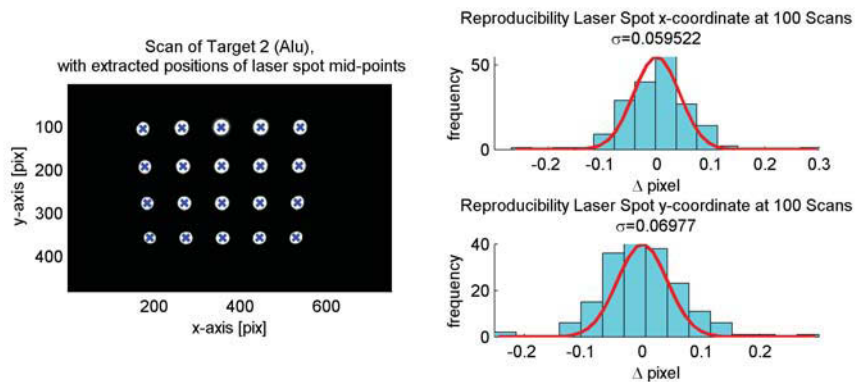 Scan of Target 2 (Alu),
with extracted positions of laser spot mid-points
100
200
300
400
y-axis [pix]
200
400
600
x-axis [pix]
Reproducibility Laser Spot x-coordinate at 100 Scans
σ=0.059522
50
0
frequency
-0.2
-0.1
0
0.1
0.2
0.3
Δ pixel
Reproducibility Laser Spot y-coordinate at 100 Scans
σ=0.06977
40
20
0
frequency
-0.2
-0.1
0
0.1
0.2
Δ pixel